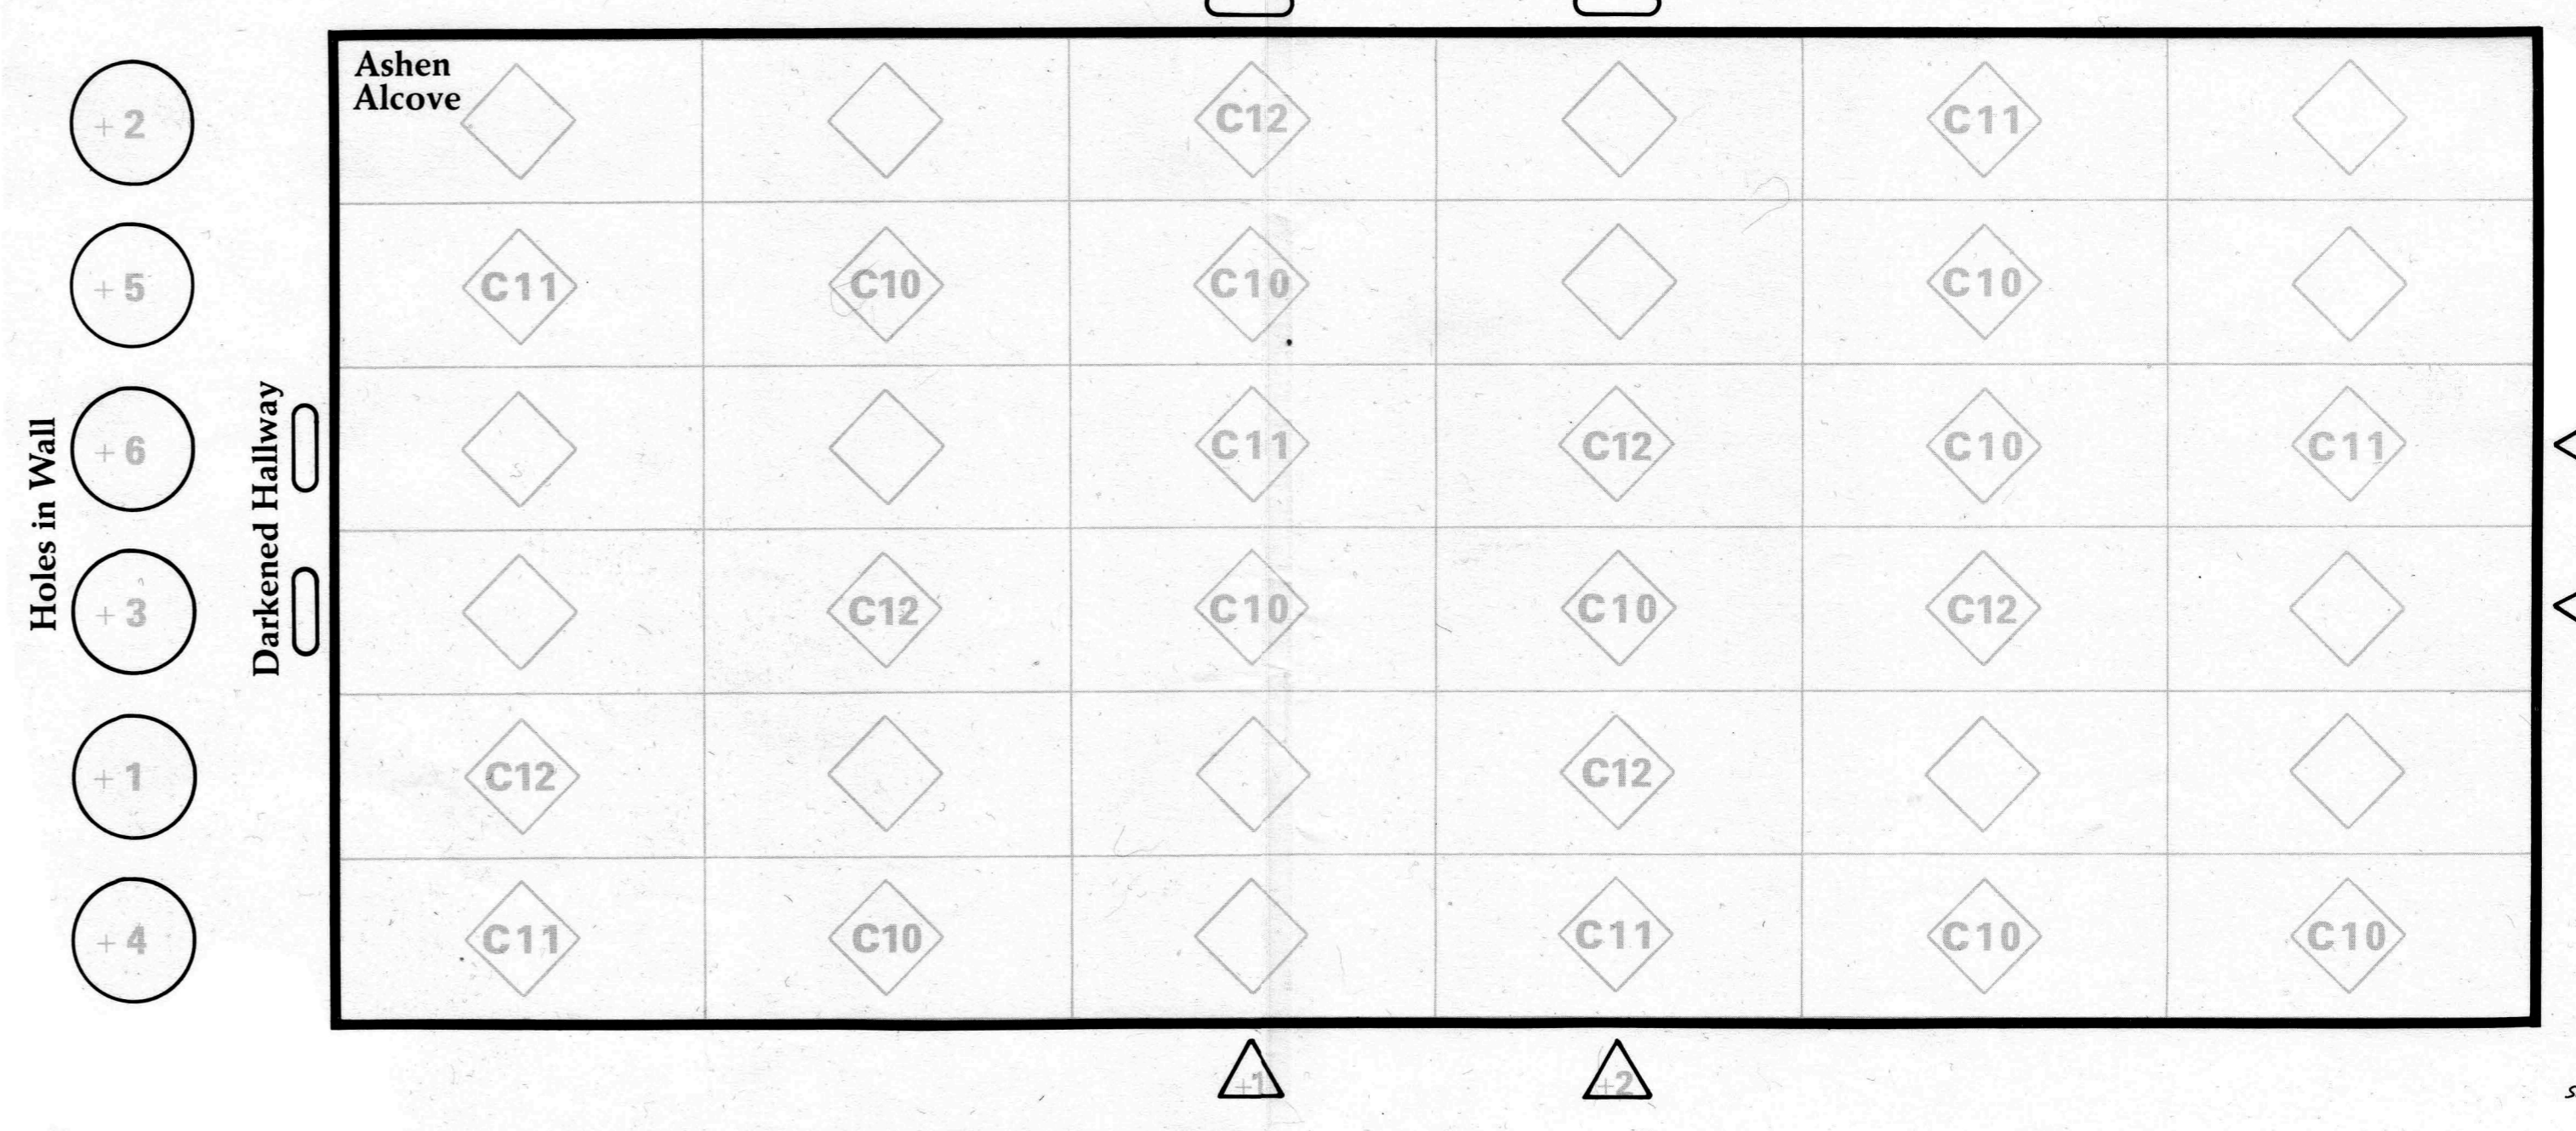 Ashen
Alcove
C12
C11
+ 2
C11
C10
C10
C10
+ 5
C11
C12
C10
C11
+ 6
C12
C10
C10
C12
+ 3
C12
C12
+ 1
C11
C10
C11
C10
C10
+ 4
Holes in Wall
Darkened Hallway
+1
+2